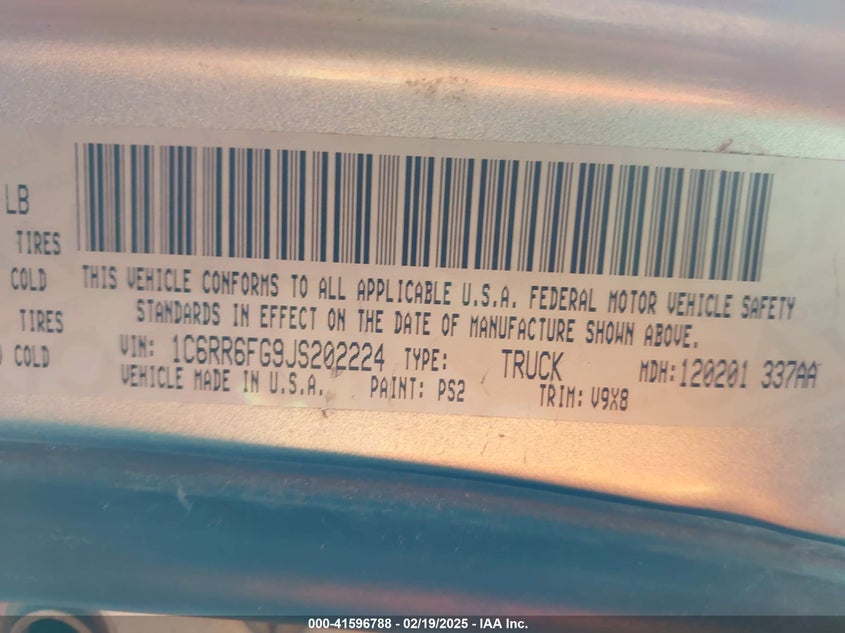 LB
TIRES
COLD
THIS VEHICLE CONFORMS TO ALL APPLICABLE U.S.A. FEDERAL MOTOR VEHICLE SAFETY
TIRES
STANDARDS IN EFFECT ON THE DATE OF MANUFACTURE SHOWN ABOVE.
COLD
VIN: 1C6RR6FG9JS202224 TYPE: TRUCK MDH: 120201 337AA
VEHICLE MADE IN U.S.A. PAINT: PS2 TRIM: V9X8
000-41596788 - 02/19/2025 - IAA Inc.